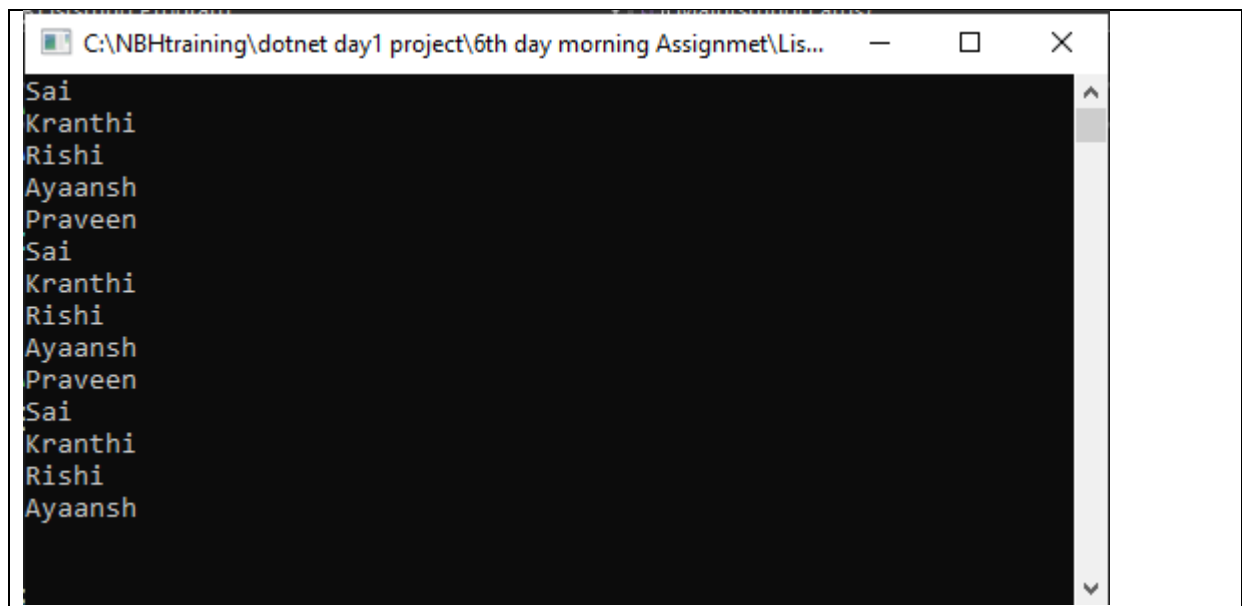 C:\NBHtraining\dotnet day1 project\6th day morning Assignmet\Lis...
Sai
Kranthi
Rishi
Ayaansh
Praveen
Sai
Kranthi
Rishi
Ayaansh
Praveen
Sai
Kranthi
Rishi
Ayaansh